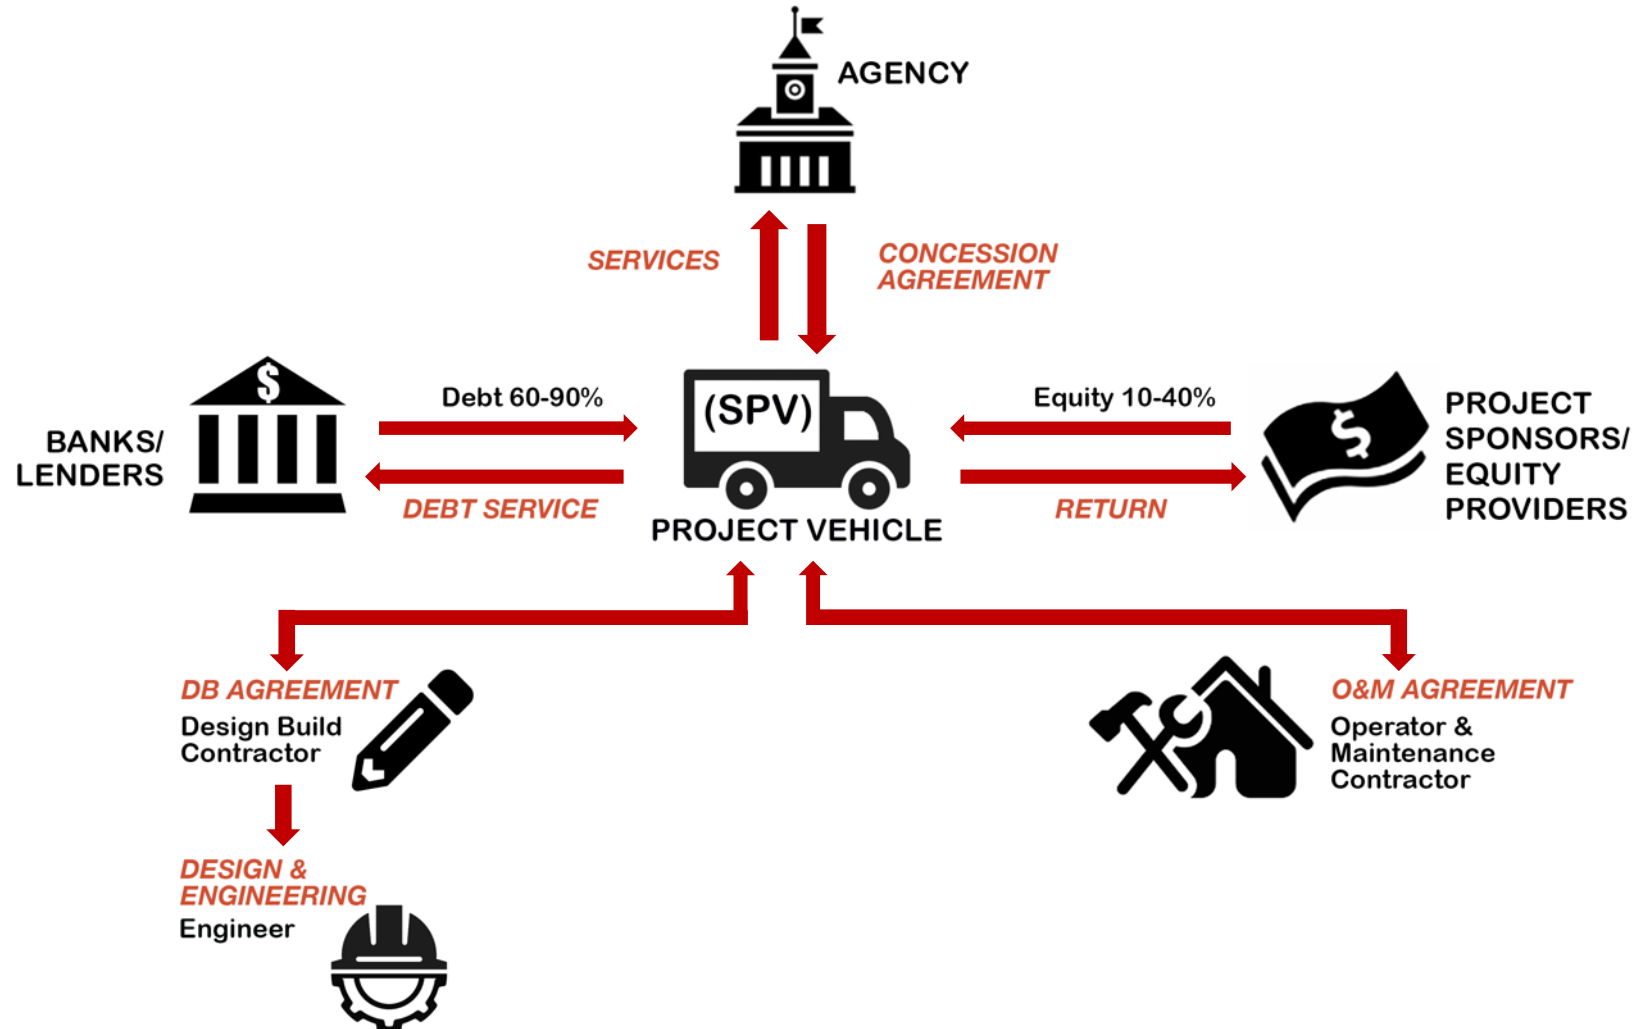 AGENCY
SERVICES
CONCESSION
AGREEMENT
$
BANKS/
LENDERS
Debt 60-90%
DEBT SERVICE
(SPV)
PROJECT VEHICLE
Equity 10-40%
RETURN
$
PROJECT
SPONSORS/
EQUITY
PROVIDERS
DB AGREEMENT
Design Build
Contractor
O&M AGREEMENT
Operator &
Maintenance
Contractor
DESIGN &
ENGINEERING
Engineer